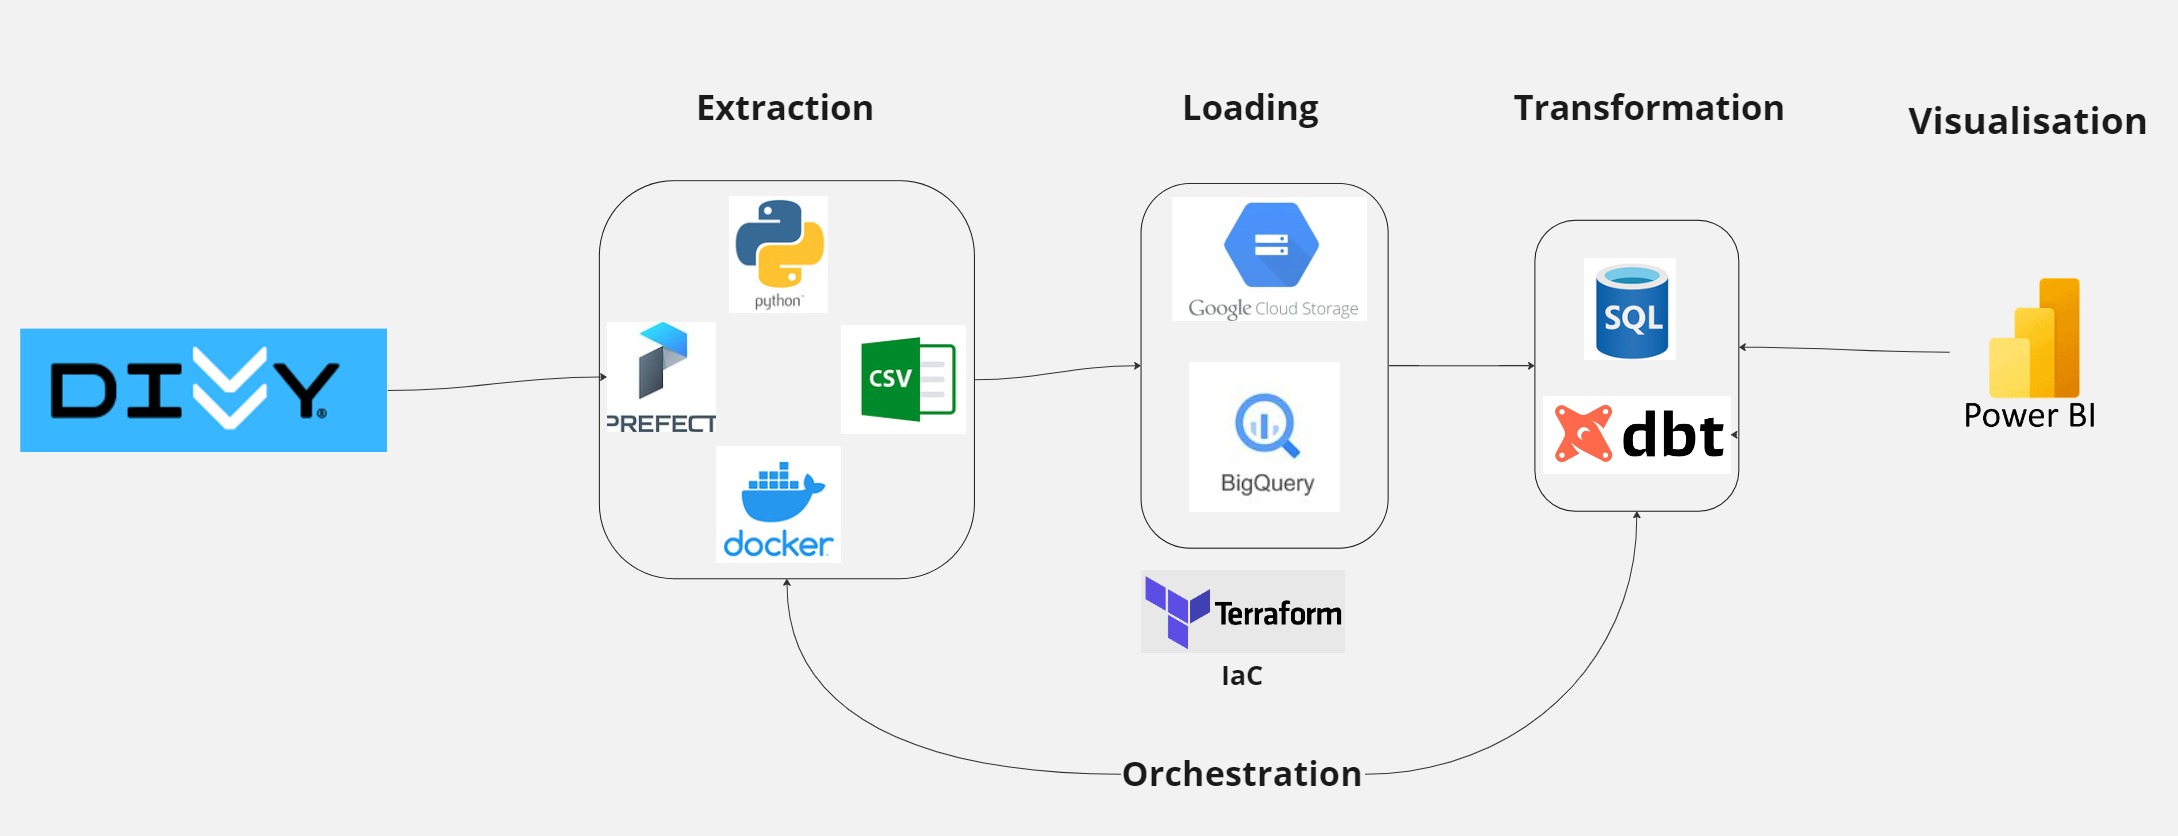 Extraction
Loading
Transformation
Visualisation
python
Google Cloud Storage
SQL
DIVVY®
PREFECT
CSV
BigQuery
dbt
Power BI
docker
Terraform
IaC
Orchestration